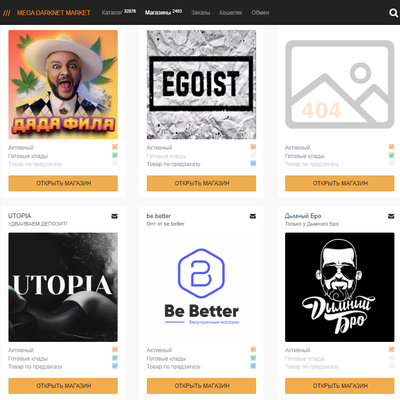 /// MEGA DARKNET MARKET Каталог 32876 Магазины 2463 Заказы Кошелек Обмен
ДАДА ФИЛА
EGOIST
404
Активный
Готовые клады
Товар по предзаказу
ОТКРЫТЬ МАГАЗИН
Активный
Готовые клады
Товар по предзаказу
ОТКРЫТЬ МАГАЗИН
Активный
Готовые клады
Товар по предзаказу
ОТКРЫТЬ МАГАЗИН
UTOPIA
УДВАИВАЕМ ДЕПОЗИТ!
UTOPIA
Активный
Готовые клады
Товар по предзаказу
ОТКРЫТЬ МАГАЗИН
be better
Опт от be better
Be Better
Безупречный магазин
Активный
Готовые клады
Товар по предзаказу
ОТКРЫТЬ МАГАЗИН
Дымный Бро
Только у Дымного Бро
Дымный
Бро
Активный
Готовые клады
Товар по предзаказу
ОТКРЫТЬ МАГАЗИН